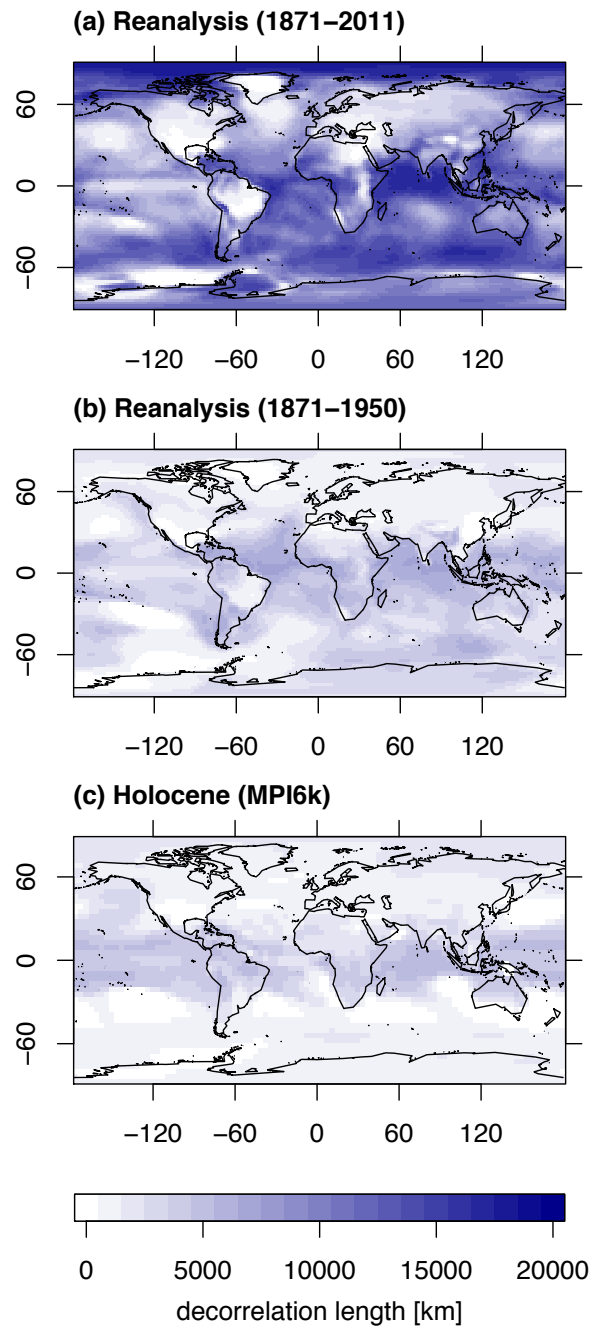 (a) Reanalysis (1871−2011)
60
0
−60
−120 −60 0 60 120
(b) Reanalysis (1871−1950)
60
0
−60
−120 −60 0 60 120
(c) Holocene (MPI6k)
60
0
−60
−120 −60 0 60 120
0 5000 10000 15000 20000
decorrelation length [km]